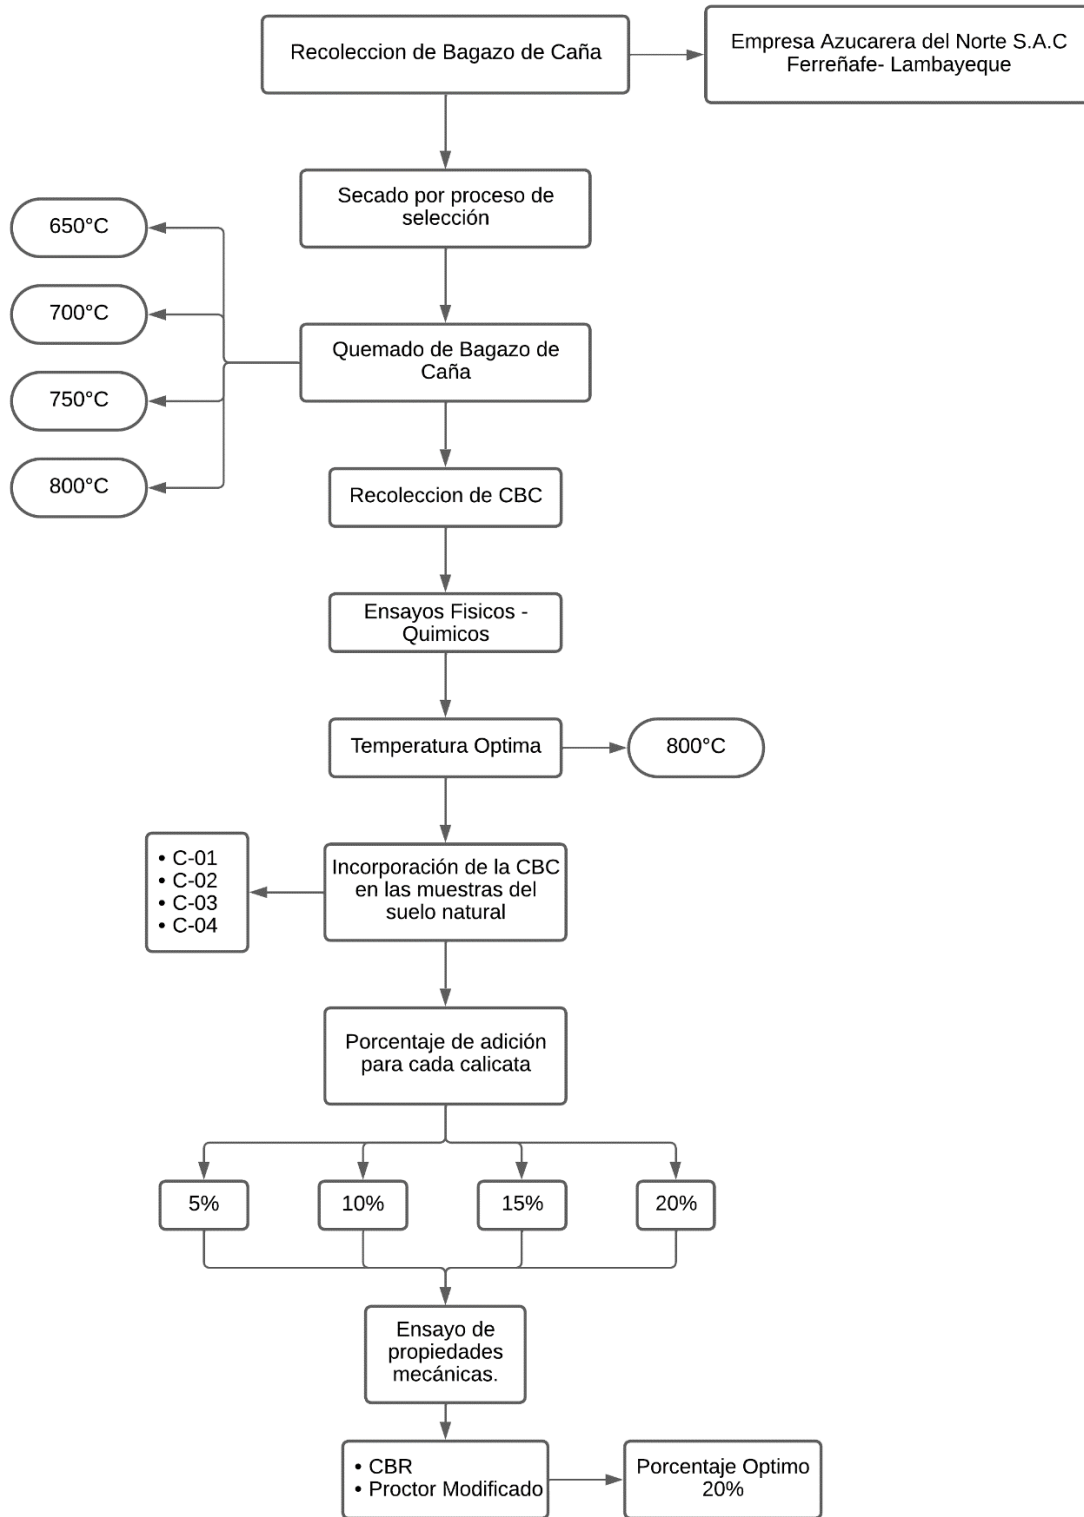 Recoleccion de Bagazo de Caña
Empresa Azucarera del Norte S.A.C
Ferreñafe- Lambayeque
Secado por proceso de
selección
650°C
700°C
750°C
800°C
Quemado de Bagazo de
Caña
Recoleccion de CBC
Ensayos Fisicos -
Quimicos
Temperatura Optima
800°C
• C-01
• C-02
• C-03
• C-04
Incorporación de la CBC
en las muestras del
suelo natural
Porcentaje de adición
para cada calicata
5%
10%
15%
20%
Ensayo de
propiedades
mecánicas.
• CBR
• Proctor Modificado
Porcentaje Optimo
20%